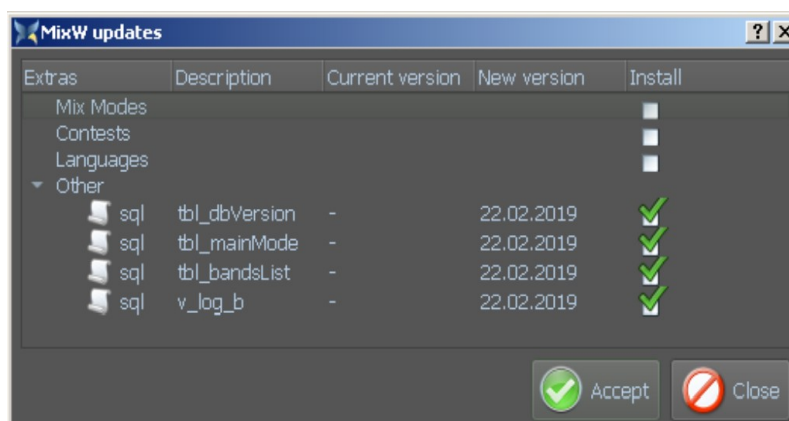 MixW updates
Extras Description Current version New version Install
Mix Modes
Contests
Languages
Other
sql tbl_dbVersion - 22.02.2019
sql tbl_mainMode - 22.02.2019
sql tbl_bandsList - 22.02.2019
sql v_log_b - 22.02.2019
Accept Close